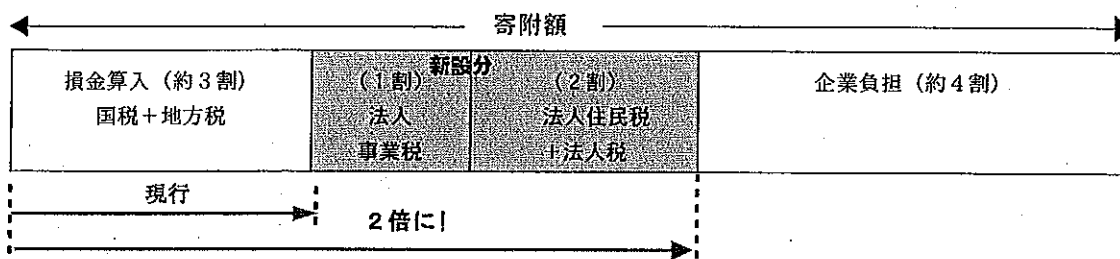 寄附額
新設分
損金算入（約３割）
国税＋地方税
（１割）
法人
事業税
（２割）
法人住民税
＋法人税
企業負担（約４割）
現行
２倍に！